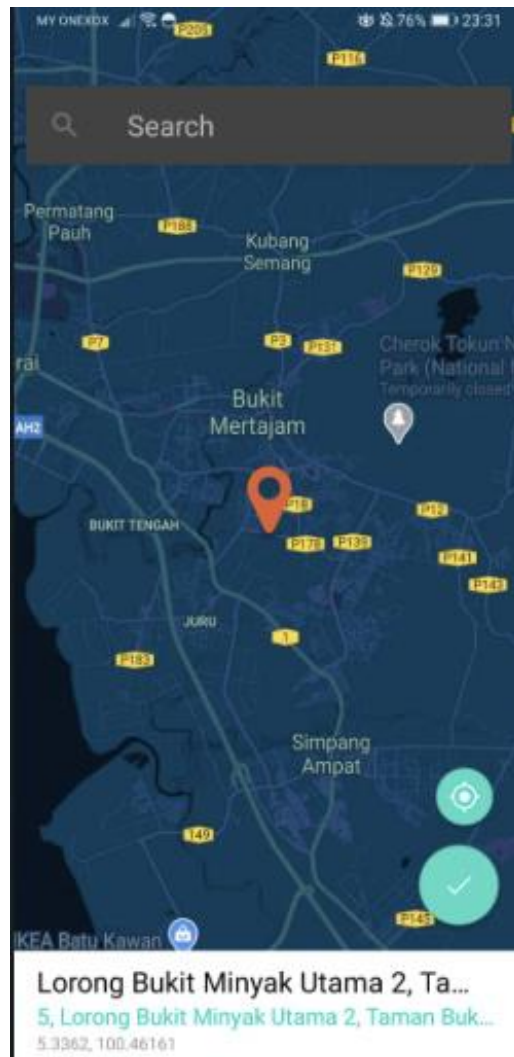 MY ONEXOX 76% 23:31
P205
P116
Search
Permatang
Pauh
P188
Kubang
Semang
P129
P7
P3
P131
Cherok Tokun N
Park (National
Temporarily closed
rai
Bukit
Mertajam
AH2
P18
P12
BUKIT TENGAH
P178
P139
P141
P143
JURU
1
P183
Simpang
Ampat
149
P145
IKEA Batu Kawan
Lorong Bukit Minyak Utama 2, Ta...
5, Lorong Bukit Minyak Utama 2, Taman Buk...
5.3362, 100.46161